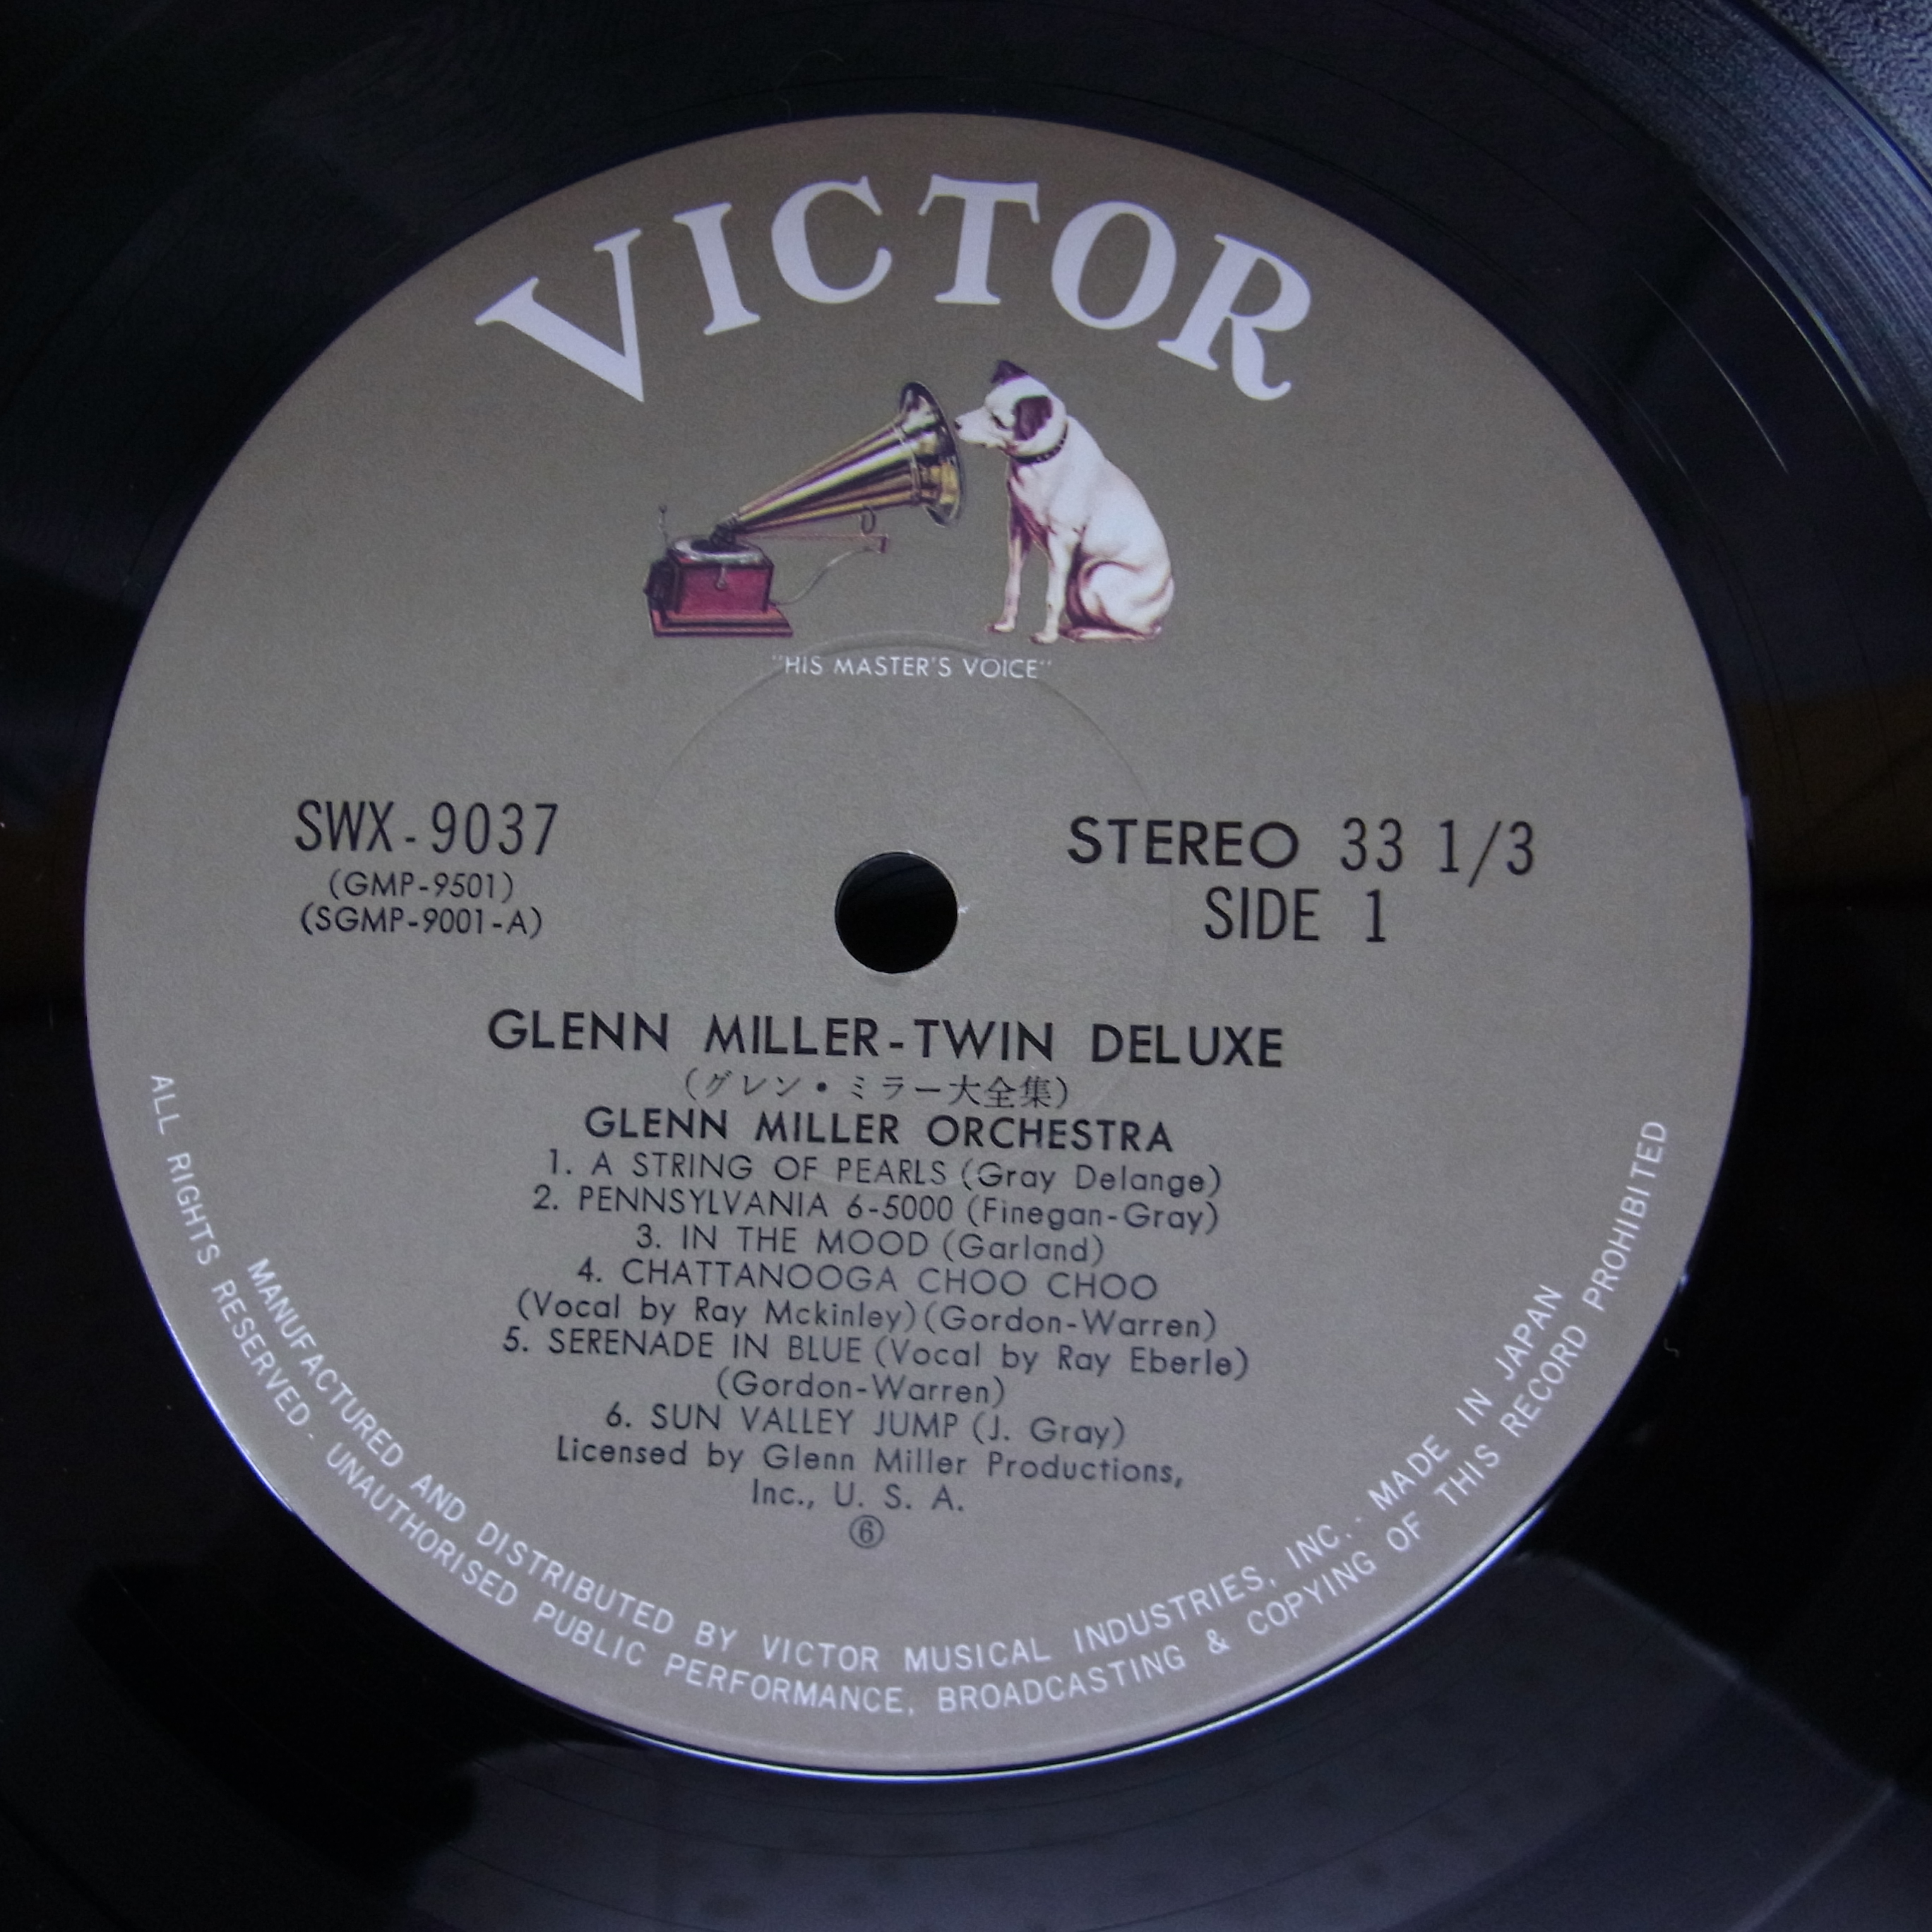 VICTOR
"HIS MASTER'S VOICE"
SWX-9037
(GMP-9501)
(SGMP-9001-A)
STEREO 33 1/3
SIDE 1
GLENN MILLER-TWIN DELUXE
(グレン・ミラー大全集)
GLENN MILLER ORCHESTRA
1. A STRING OF PEARLS (Gray Delange)
2. PENNSYLVANIA 6-5000 (Finegan-Gray)
3. IN THE MOOD (Garland)
4. CHATTANOOGA CHOO CHOO
(Vocal by Ray Mckinley) (Gordon-Warren)
5. SERENADE IN BLUE (Vocal by Ray Eberle)
(Gordon-Warren)
6. SUN VALLEY JUMP (J. Gray)
Licensed by Glenn Miller Productions,
Inc., U. S. A.
⑥
MANUFACTURED AND DISTRIBUTED BY VICTOR MUSICAL INDUSTRIES, INC. · MADE IN JAPAN
ALL RIGHTS RESERVED · UNAUTHORISED PUBLIC PERFORMANCE, BROADCASTING & COPYING OF THIS RECORD PROHIBITED